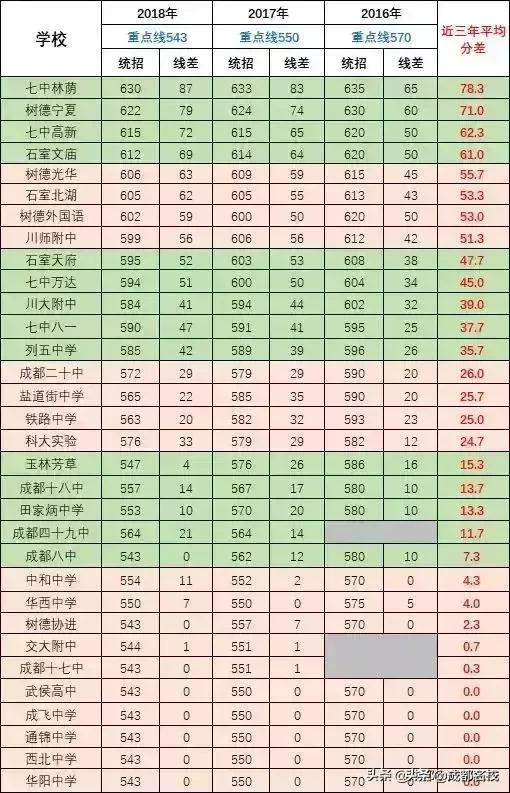 学校 2018年 2017年 2016年 近三年平均分差
重点线543 重点线550 重点线570
统招 线差 统招 线差 统招 线差
七中林荫 630 87 633 83 635 65 78.3
树德宁夏 622 79 624 74 630 60 71.0
七中高新 615 72 615 65 620 50 62.3
石室文庙 612 69 614 64 620 50 61.0
树德光华 606 63 609 59 615 45 55.7
石室北湖 605 62 605 55 613 43 53.3
树德外国语 602 59 600 50 620 50 53.0
川师附中 599 56 606 56 612 42 51.3
石室天府 595 52 603 53 608 38 47.7
七中万达 594 51 600 50 604 34 45.0
川大附中 584 41 594 44 602 32 39.0
七中八一 590 47 591 41 595 25 37.7
列五中学 585 42 589 39 596 26 35.7
成都二十中 572 29 579 29 590 20 26.0
盐道街中学 565 22 585 35 590 20 25.7
铁路中学 563 20 582 32 593 23 25.0
科大实验 576 33 579 29 582 12 24.7
玉林芳草 547 4 576 26 586 16 15.3
成都十八中 557 14 567 17 580 10 13.7
田家炳中学 553 10 570 20 580 10 13.3
成都四十九中 564 21 564 14 11.7
成都八中 543 0 562 12 580 10 7.3
中和中学 554 11 552 2 570 0 4.3
华西中学 550 7 550 0 575 5 4.0
树德协进 543 0 557 7 570 0 2.3
交大附中 544 1 551 1 0.7
成都十七中 543 0 551 1 0.3
武侯高中 543 0 550 0 570 0 0.0
成飞中学 543 0 550 0 570 0 0.0
通锦中学 543 0 550 0 570 0 0.0
西北中学 543 0 550 0 570 0 0.0
华阳中学 543 0 550 0 570 0 0.0
头条 @成都名校